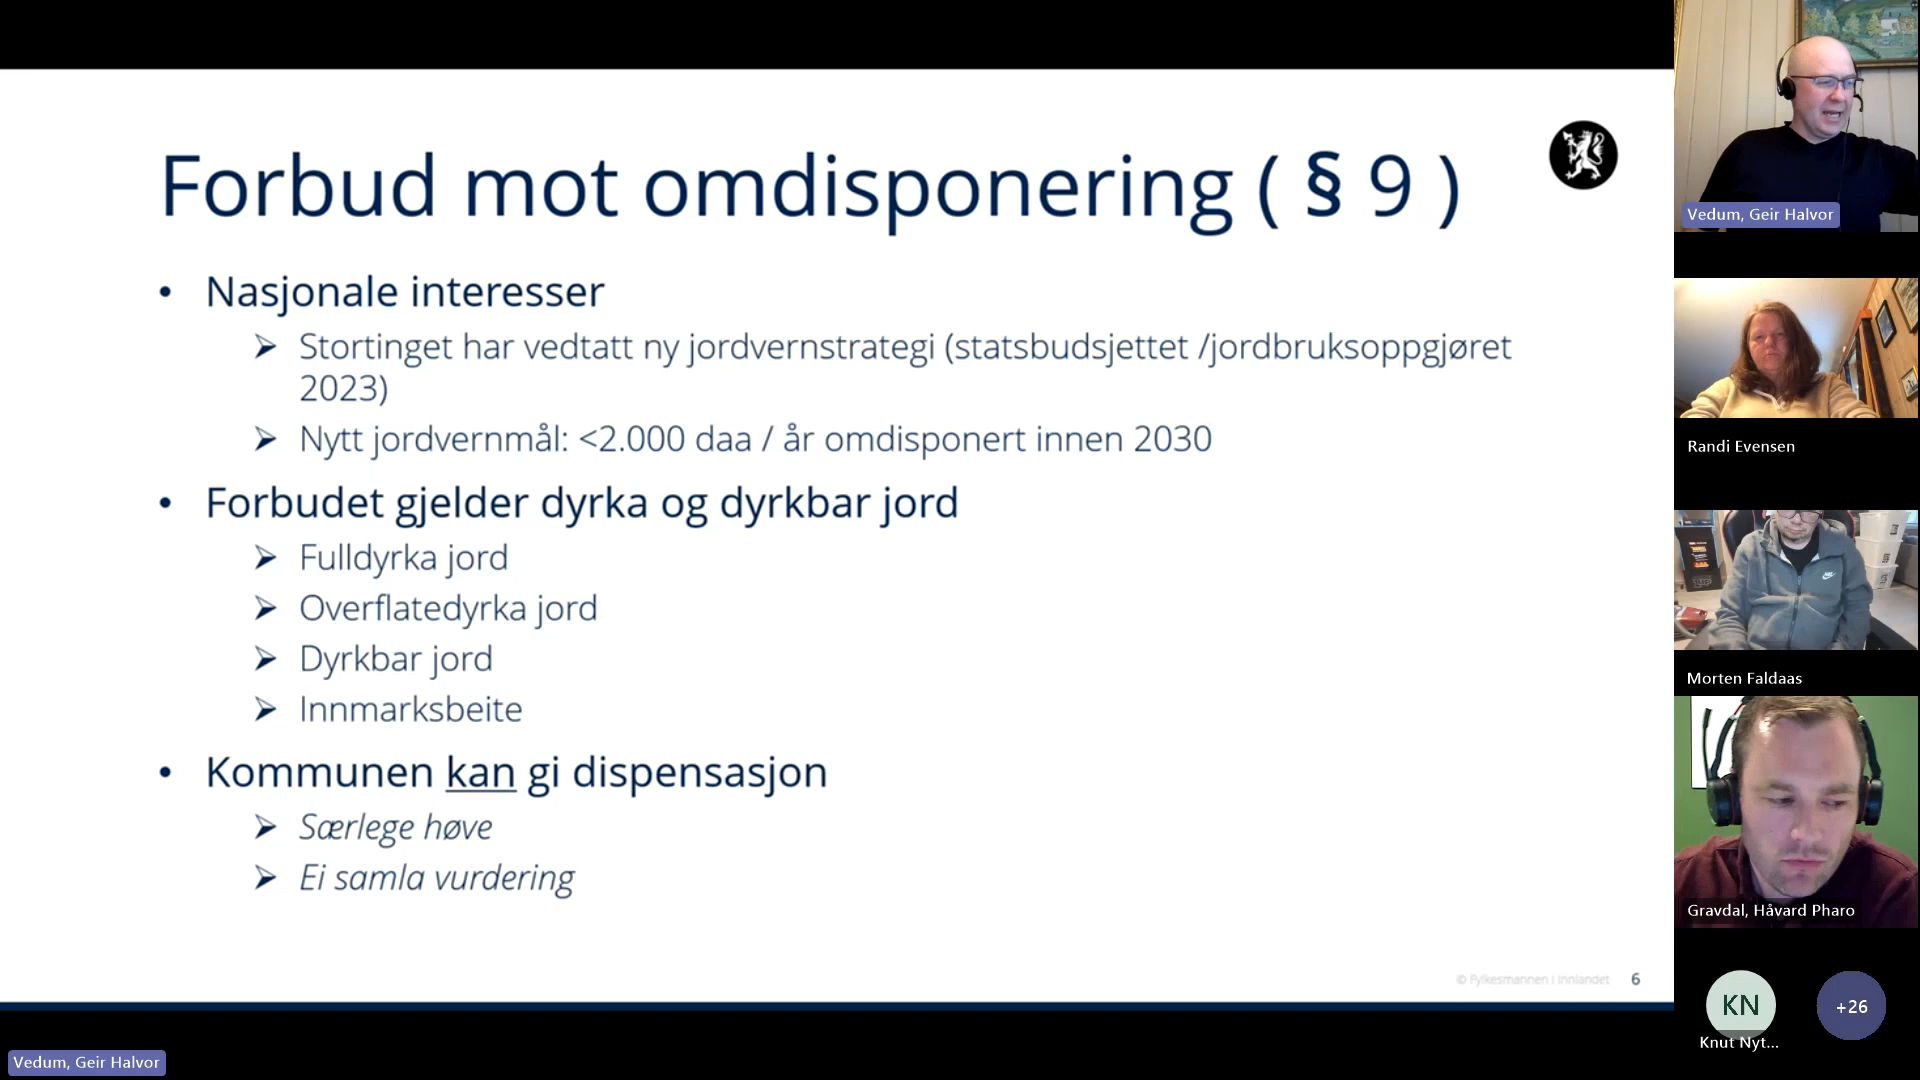 Forbud mot omdisponering ( § 9 )
• Nasjonale interesser
➢ Stortinget har vedtatt ny jordvernstrategi (statsbudsjettet /jordbruksoppgjøret
2023)
➢ Nytt jordvernmål: <2.000 daa / år omdisponert innen 2030
• Forbudet gjelder dyrka og dyrkbar jord
➢ Fulldyrka jord
➢ Overflatedyrka jord
➢ Dyrkbar jord
➢ Innmarksbeite
• Kommunen kan gi dispensasjon
➢ Særlege høve
➢ Ei samla vurdering
© Fylkesmannen i Innlandet 6
Vedum, Geir Halvor
Vedum, Geir Halvor
Randi Evensen
Morten Faldaas
Gravdal, Håvard Pharo
KN
+26
Knut Nyt...